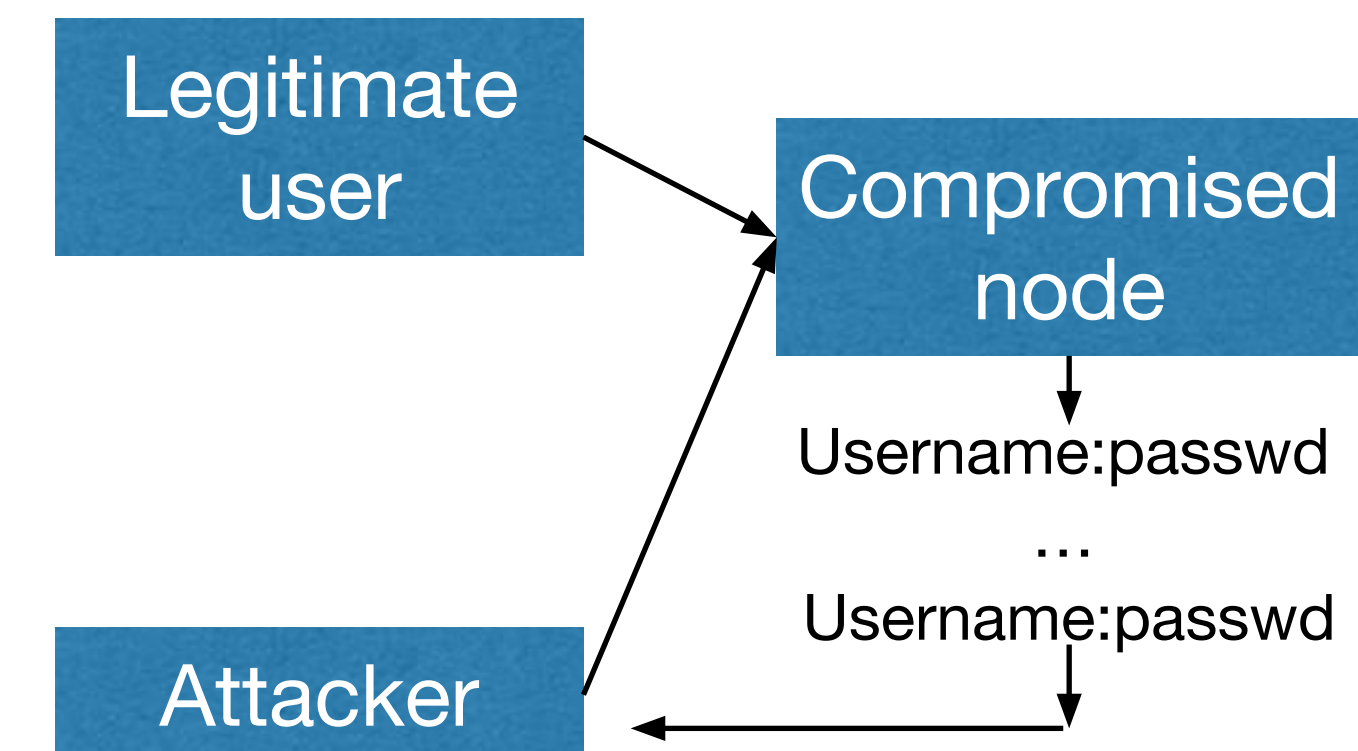 Legitimate
user
Compromised
node
Username:passwd
...
Username:passwd
Attacker